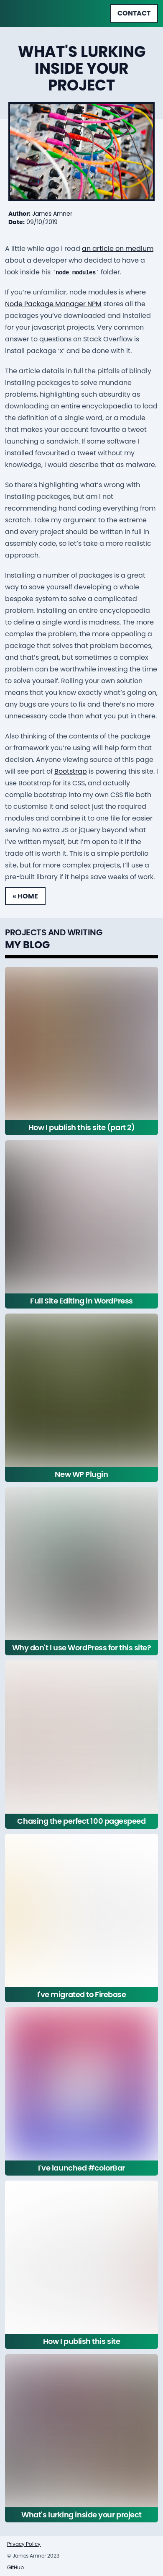 CONTACT
WHAT'S LURKING
INSIDE YOUR
PROJECT
Author: James Amner
Date: 09/10/2019
A little while ago I read an article on medium
about a developer who decided to have a
look inside his `node_modules` folder.
If you're unfamiliar, node modules is where
Node Package Manager NPM stores all the
packages you've downloaded and installed
for your javascript projects. Very common
answer to questions on Stack Overflow is
install package 'x' and be done with it.
The article details in full the pitfalls of blindly
installing packages to solve mundane
problems, highlighting such absurdity as
downloading an entire encyclopaedia to load
the definition of a single word, or a module
that makes your account favourite a tweet
launching a sandwich. If some software I
installed favourited a tweet without my
knowledge, I would describe that as malware.
So there's highlighting what's wrong with
installing packages, but am I not
recommending hand coding everything from
scratch. Take my argument to the extreme
and every project should be written in full in
assembly code, so let's take a more realistic
approach.
Installing a number of packages is a great
way to save yourself developing a whole
bespoke system to solve a complicated
problem. Installing an entire encyclopaedia
to define a single word is madness. The more
complex the problem, the more appealing a
package that solves that problem becomes,
and that's great, but sometimes a complex
problem can be worthwhile investing the time
to solve yourself. Rolling your own solution
means that you know exactly what's going on,
any bugs are yours to fix and there's no more
unnecessary code than what you put in there.
Also thinking of the contents of the package
or framework you're using will help form that
decision. Anyone viewing source of this page
will see part of Bootstrap is powering this site. I
use Bootstrap for its CSS, and actually
compile bootstrap into my own CSS file both
to customise it and select just the required
modules and combine it to one file for easier
serving. No extra JS or jQuery beyond what
I've written myself, but I'm open to it if the
trade off is worth it. This is a simple portfolio
site, but for more complex projects, I'll use a
pre-built library if it helps save weeks of work.
« HOME
PROJECTS AND WRITING
MY BLOG
How I publish this site (part 2)
Full Site Editing in WordPress
New WP Plugin
Why don't I use WordPress for this site?
Chasing the perfect 100 pagespeed
I've migrated to Firebase
I've launched #colorBar
How I publish this site
What's lurking inside your project
Privacy Policy
© James Amner 2023
GitHub